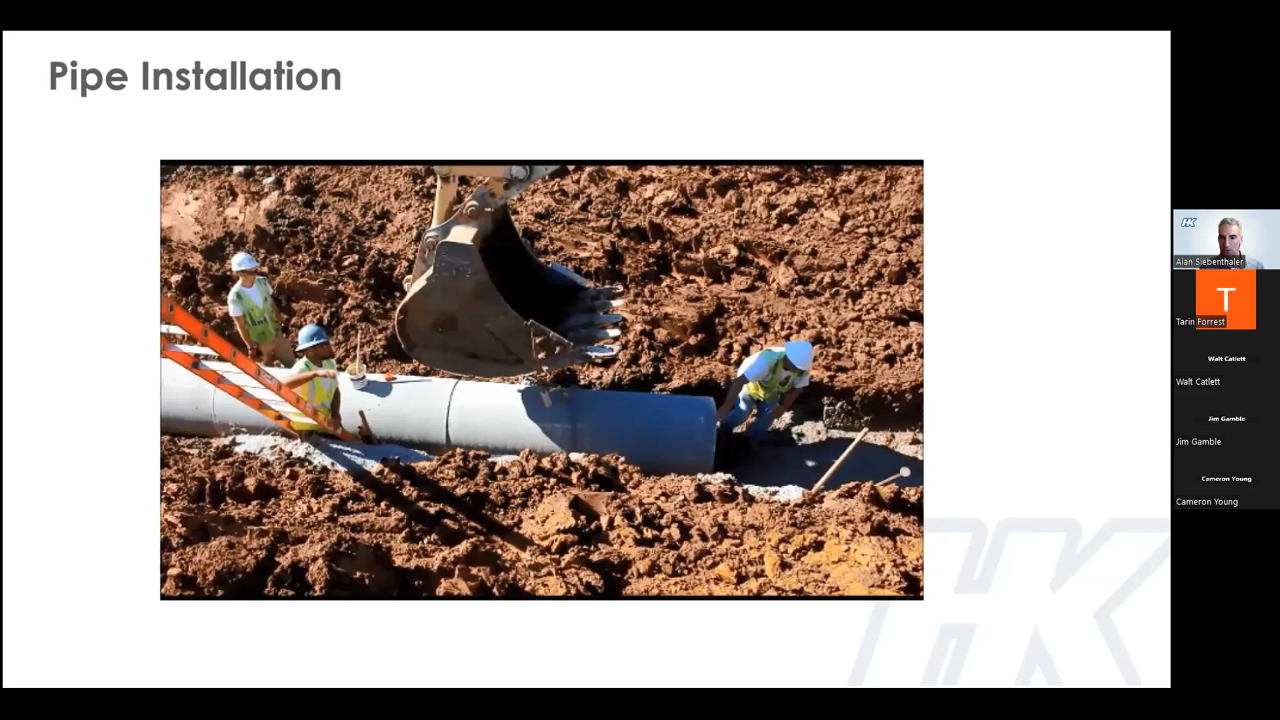 Pipe Installation
HK
Alan Siebenthaler
T
Tarin Forrest
Walt Catlett
Walt Catlett
Jim Gamble
Jim Gamble
Cameron Young
Cameron Young
HK